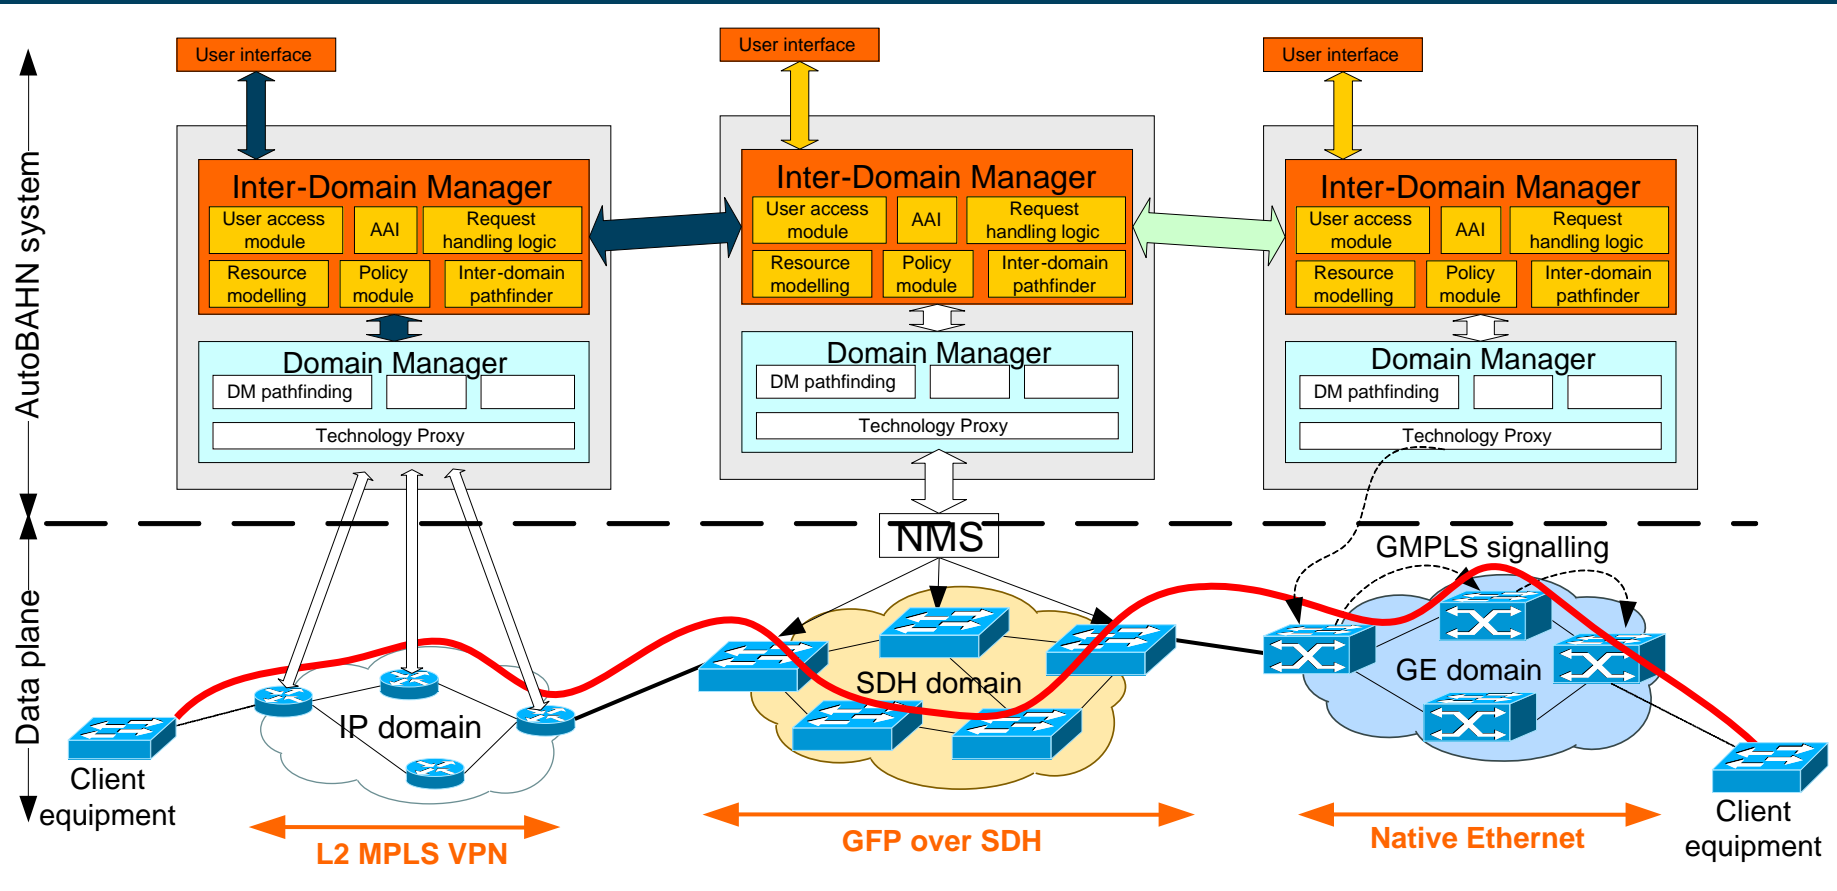 User interface
User interface
User interface
AutoBAHN system
Inter-Domain Manager
User access
module
AAI
Request
handling logic
Resource
modelling
Policy
module
Inter-domain
pathfinder
Domain Manager
DM pathfinding
Technology Proxy
Inter-Domain Manager
User access
module
AAI
Request
handling logic
Resource
modelling
Policy
module
Inter-domain
pathfinder
Domain Manager
DM pathfinding
Technology Proxy
Inter-Domain Manager
User access
module
AAI
Request
handling logic
Resource
modelling
Policy
module
Inter-domain
pathfinder
Domain Manager
DM pathfinding
Technology Proxy
Data plane
NMS
GMPLS signalling
IP domain
SDH domain
GE domain
Client
equipment
L2 MPLS VPN
GFP over SDH
Native Ethernet
Client
equipment